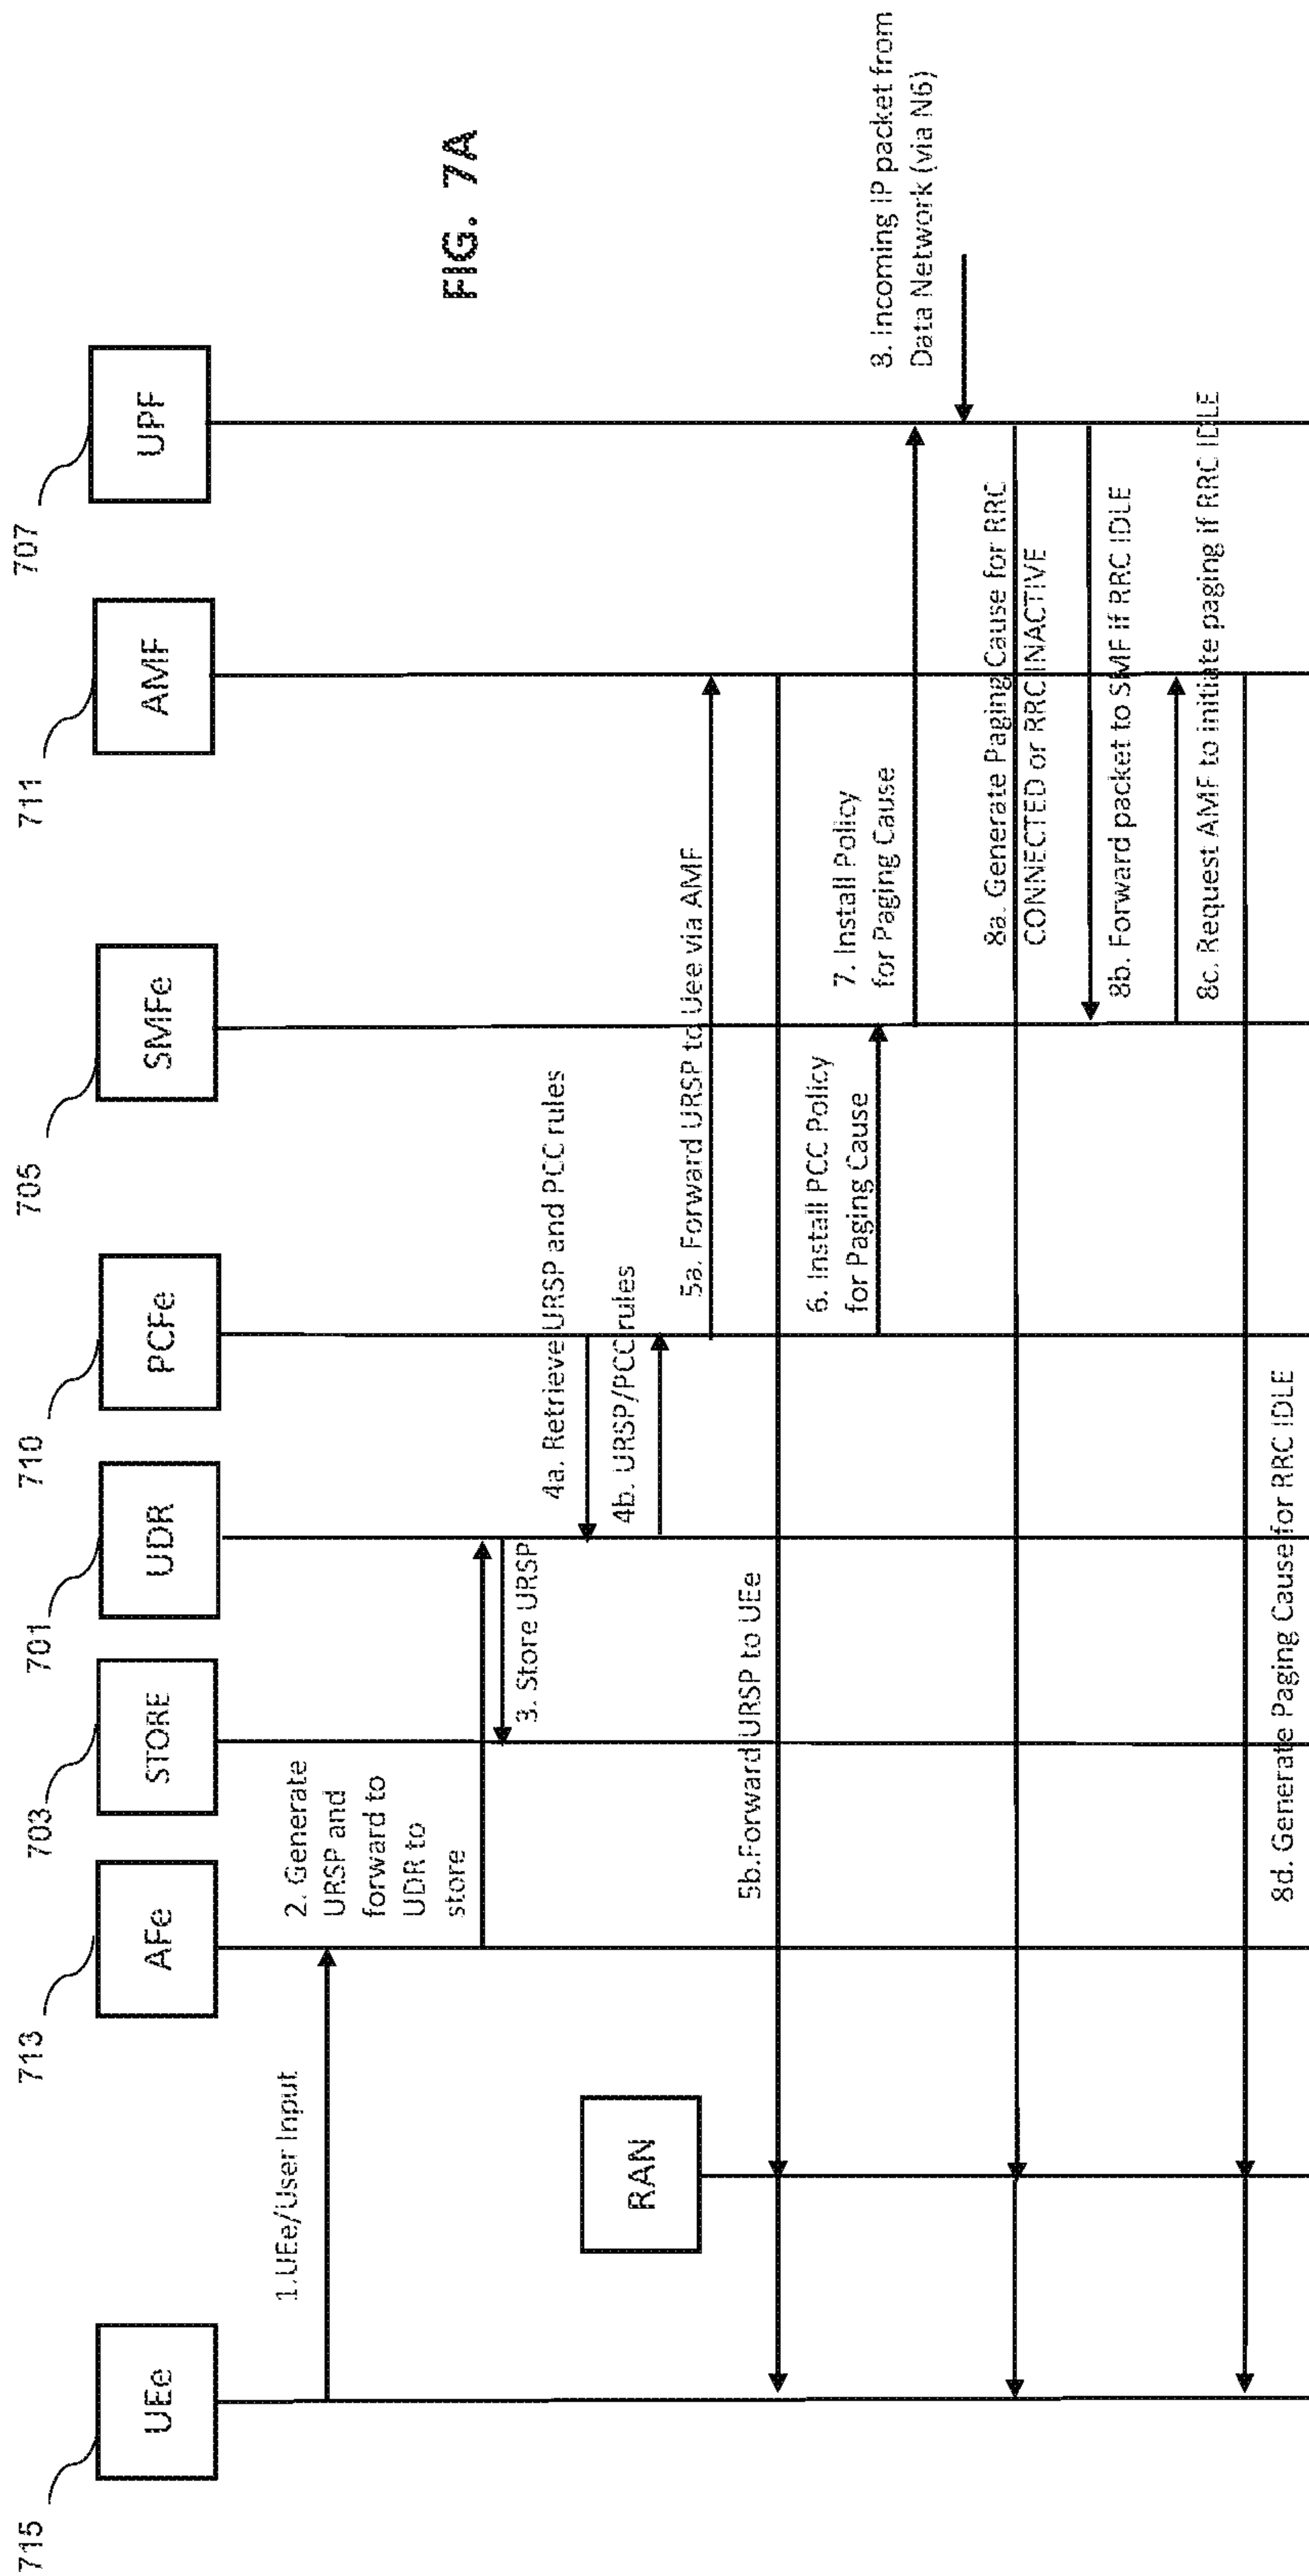 FIG. 7A
715
713
703
701
710
705
711
707
UEe
AFe
STORE
UDR
PCFe
SMFe
AMF
UPF
RAN
1.UEe/User Input
2. Generate
URSP and
forward to
UDR to
store
3. Store URSP
4a. Retrieve URSP and PCC rules
4b. URSP/PCC rules
5a. Forward URSP to Uee via AMF
5b.Forward URSP to UEe
6. Install PCC Policy
for Paging Cause
7. Install Policy
for Paging Cause
8. Incoming IP packet from
Data Network (via N6)
8a. Generate Paging Cause for RRC
CONNECTED or RRC INACTIVE
8b. Forward packet to SMF if RRC IDLE
8c. Request AMF to initiate paging if RRC IDLE
8d. Generate Paging Cause for RRC IDLE